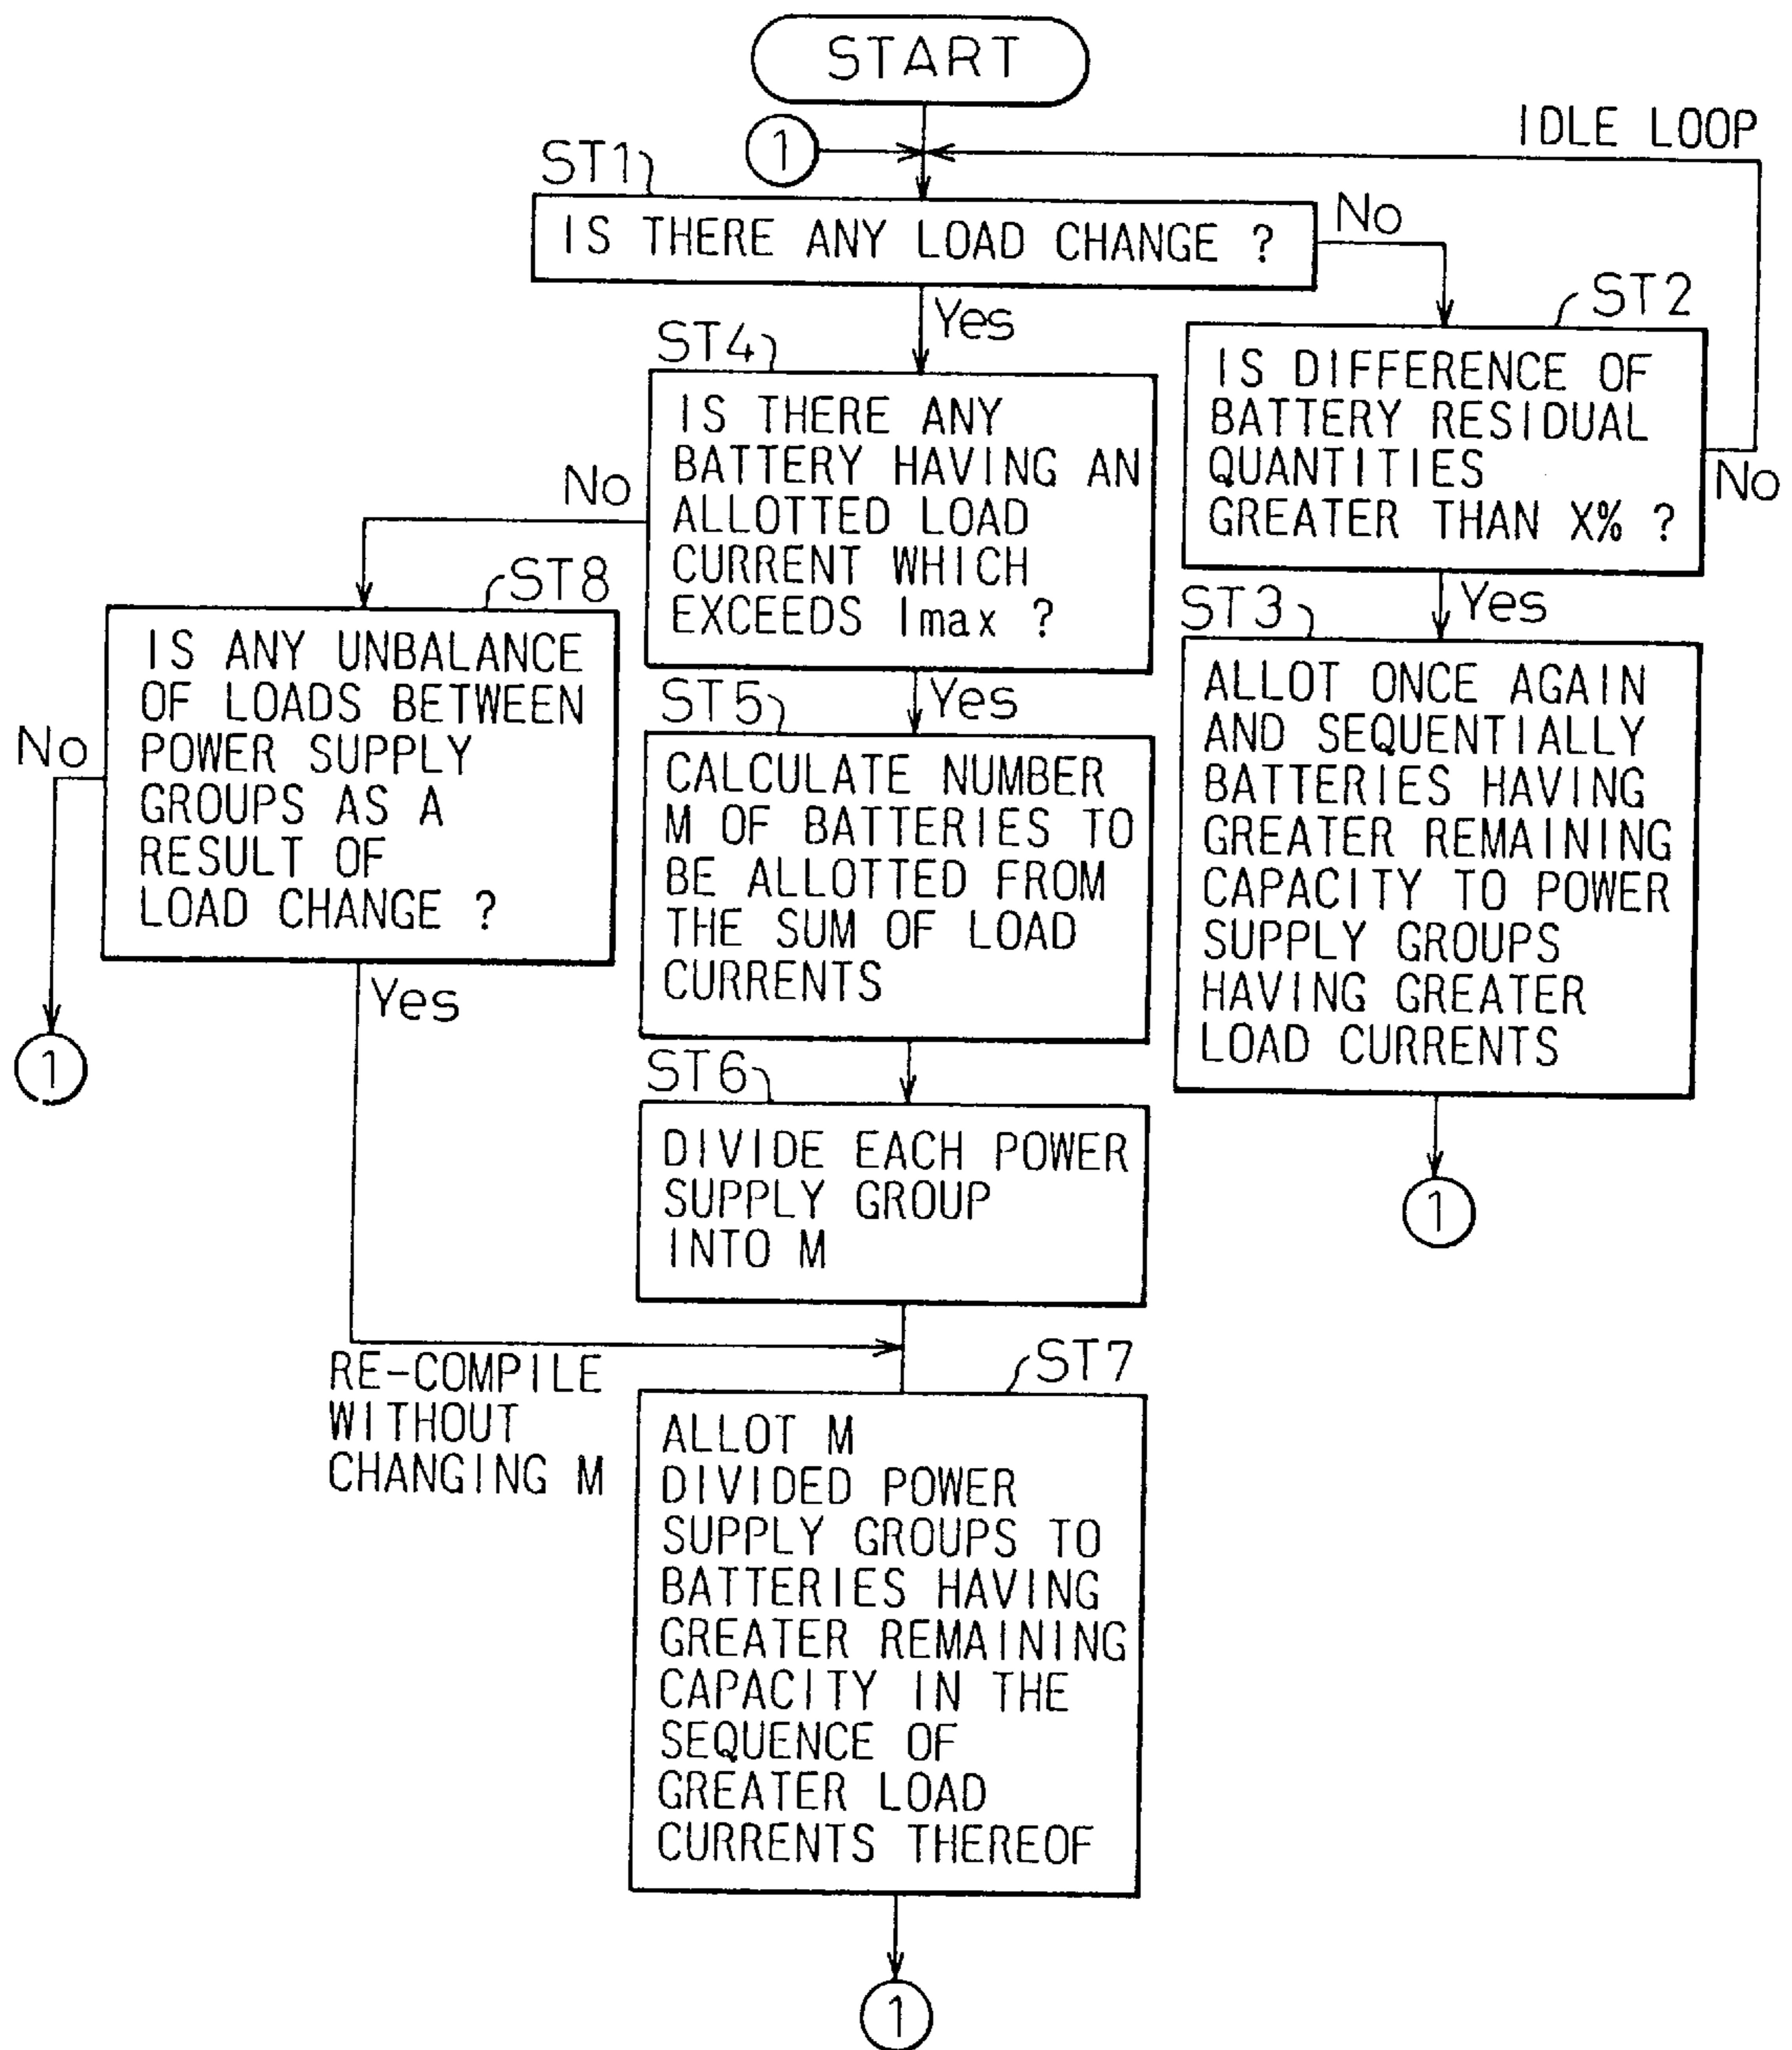 START
1
IDLE LOOP
ST1
IS THERE ANY LOAD CHANGE ?
No
Yes
ST2
IS DIFFERENCE OF
BATTERY RESIDUAL
QUANTITIES
GREATER THAN X% ?
No
Yes
ST3
ALLOT ONCE AGAIN
AND SEQUENTIALLY
BATTERIES HAVING
GREATER REMAINING
CAPACITY TO POWER
SUPPLY GROUPS
HAVING GREATER
LOAD CURRENTS
1
ST4
IS THERE ANY
BATTERY HAVING AN
ALLOTTED LOAD
CURRENT WHICH
EXCEEDS Imax ?
No
Yes
ST8
IS ANY UNBALANCE
OF LOADS BETWEEN
POWER SUPPLY
GROUPS AS A
RESULT OF
LOAD CHANGE ?
No
1
Yes
ST5
CALCULATE NUMBER
M OF BATTERIES TO
BE ALLOTTED FROM
THE SUM OF LOAD
CURRENTS
ST6
DIVIDE EACH POWER
SUPPLY GROUP
INTO M
RE-COMPILE
WITHOUT
CHANGING M
ST7
ALLOT M
DIVIDED POWER
SUPPLY GROUPS TO
BATTERIES HAVING
GREATER REMAINING
CAPACITY IN THE
SEQUENCE OF
GREATER LOAD
CURRENTS THEREOF
1